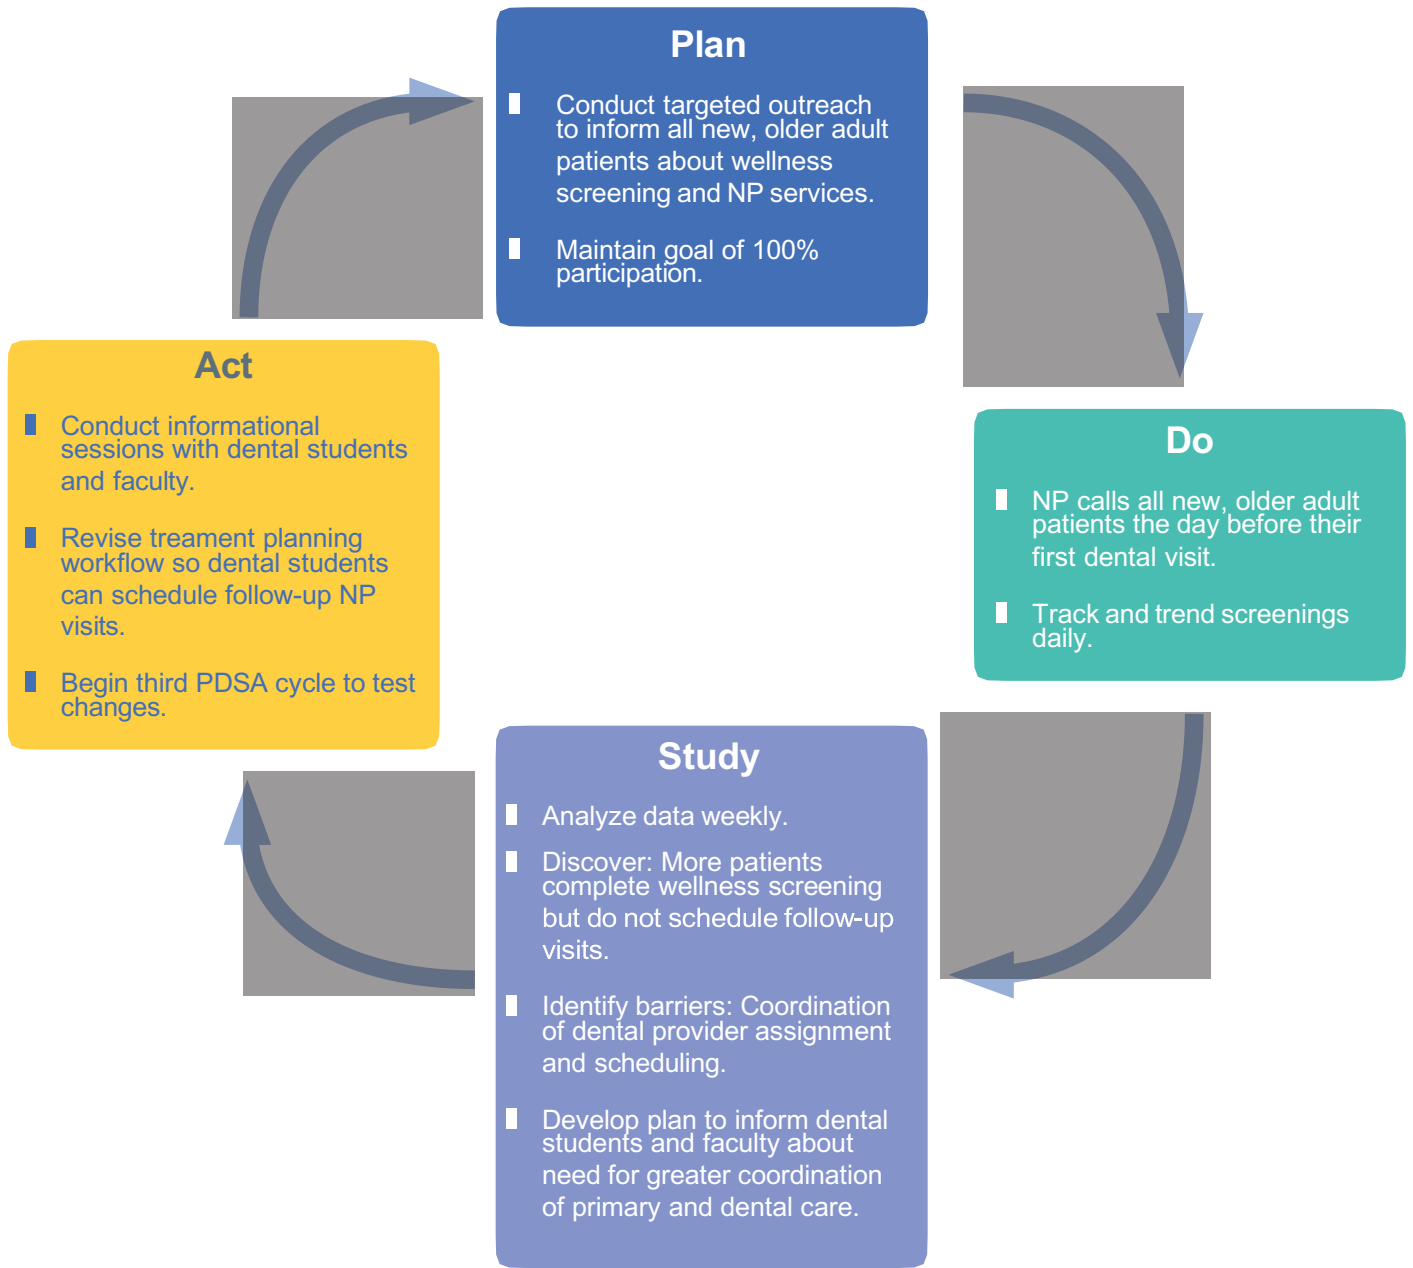 Plan
Conduct targeted outreach
to inform all new, older adult
patients about wellness
screening and NP services.
Maintain goal of 100%
participation.
Do
NP calls all new, older adult
patients the day before their
first dental visit.
Track and trend screenings
daily.
Study
Analyze data weekly.
Discover: More patients
complete wellness screening
but do not schedule follow-up
visits.
Identify barriers: Coordination
of dental provider assignment
and scheduling.
Develop plan to inform dental
students and faculty about
need for greater coordination
of primary and dental care.
Act
Conduct informational
sessions with dental students
and faculty.
Revise treament planning
workflow so dental students
can schedule follow-up NP
visits.
Begin third PDSA cycle to test
changes.